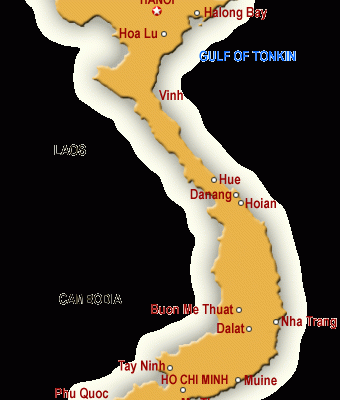 HANOI
Halong Bay
Hoa Lu
GULF OF TONKIN
Vinh
LAOS
Hue
Danang
Hoian
CAMBODIA
Buon Me Thuat
Nha Trang
Dalat
Tay Ninh
HO CHI MINH
Muine
Phu Quoc